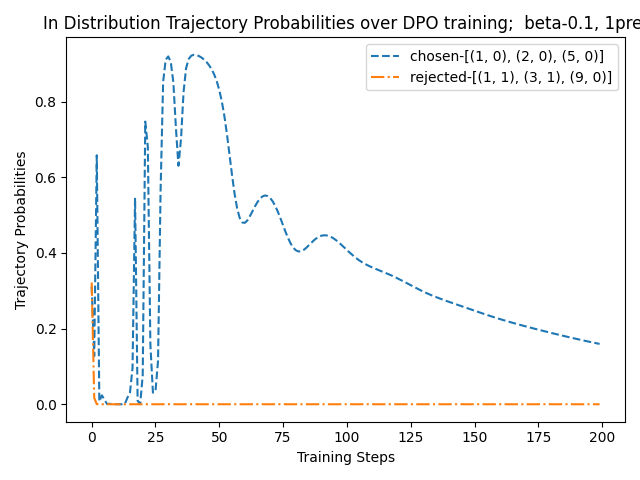 In Distribution Trajectory Probabilities over DPO training;  beta-0.1, 1pre
chosen-[(1, 0), (2, 0), (5, 0)]
rejected-[(1, 1), (3, 1), (9, 0)]
Trajectory Probabilities
0.8
0.6
0.4
0.2
0.0
0 25 50 75 100 125 150 175 200
Training Steps